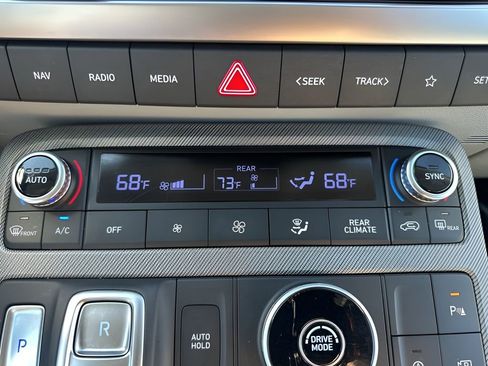 NAV RADIO MEDIA <SEEK TRACK> SET
REAR
AUTO 68°F 73°F 68°F SYNC
FRONT A/C OFF REAR CLIMATE REAR
P R AUTO HOLD DRIVE MODE P